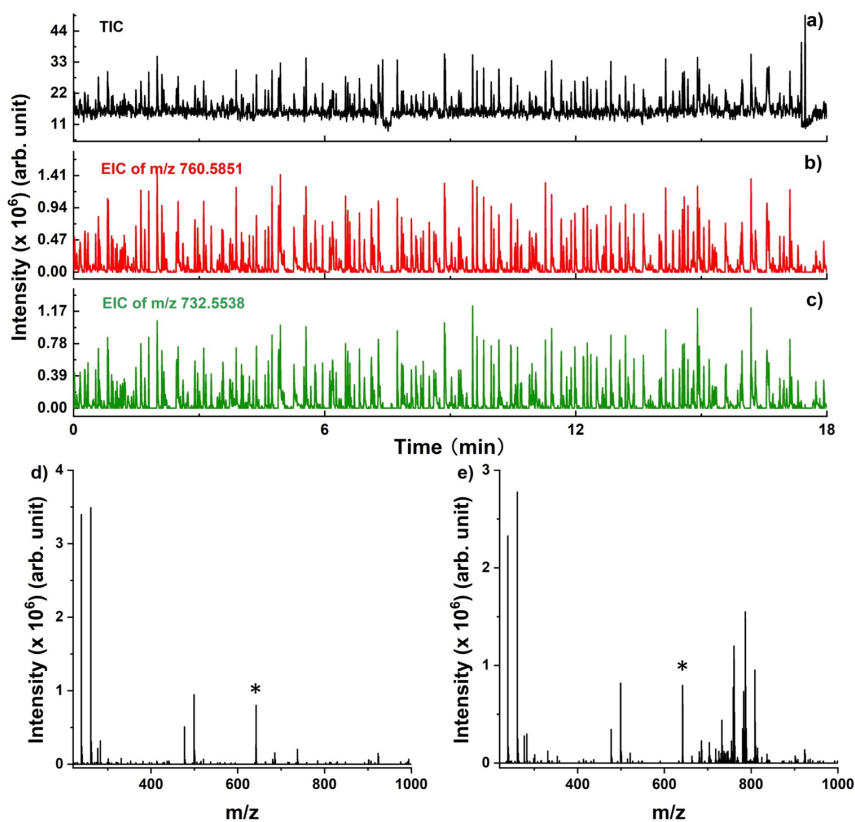 TIC
a)
44
33
22
11
EIC of m/z 760.5851
b)
1.41
0.94
0.47
0.00
EIC of m/z 732.5538
c)
1.17
0.78
0.39
0.00
Intensity (x 10⁶) (arb. unit)
0 6 12 18
Time (min)
d)
4
3
2
1
0
Intensity (x 10⁶) (arb. unit)
*
400 600 800 1000
m/z
e)
3
2
1
0
Intensity (x 10⁶) (arb. unit)
*
400 600 800 1000
m/z